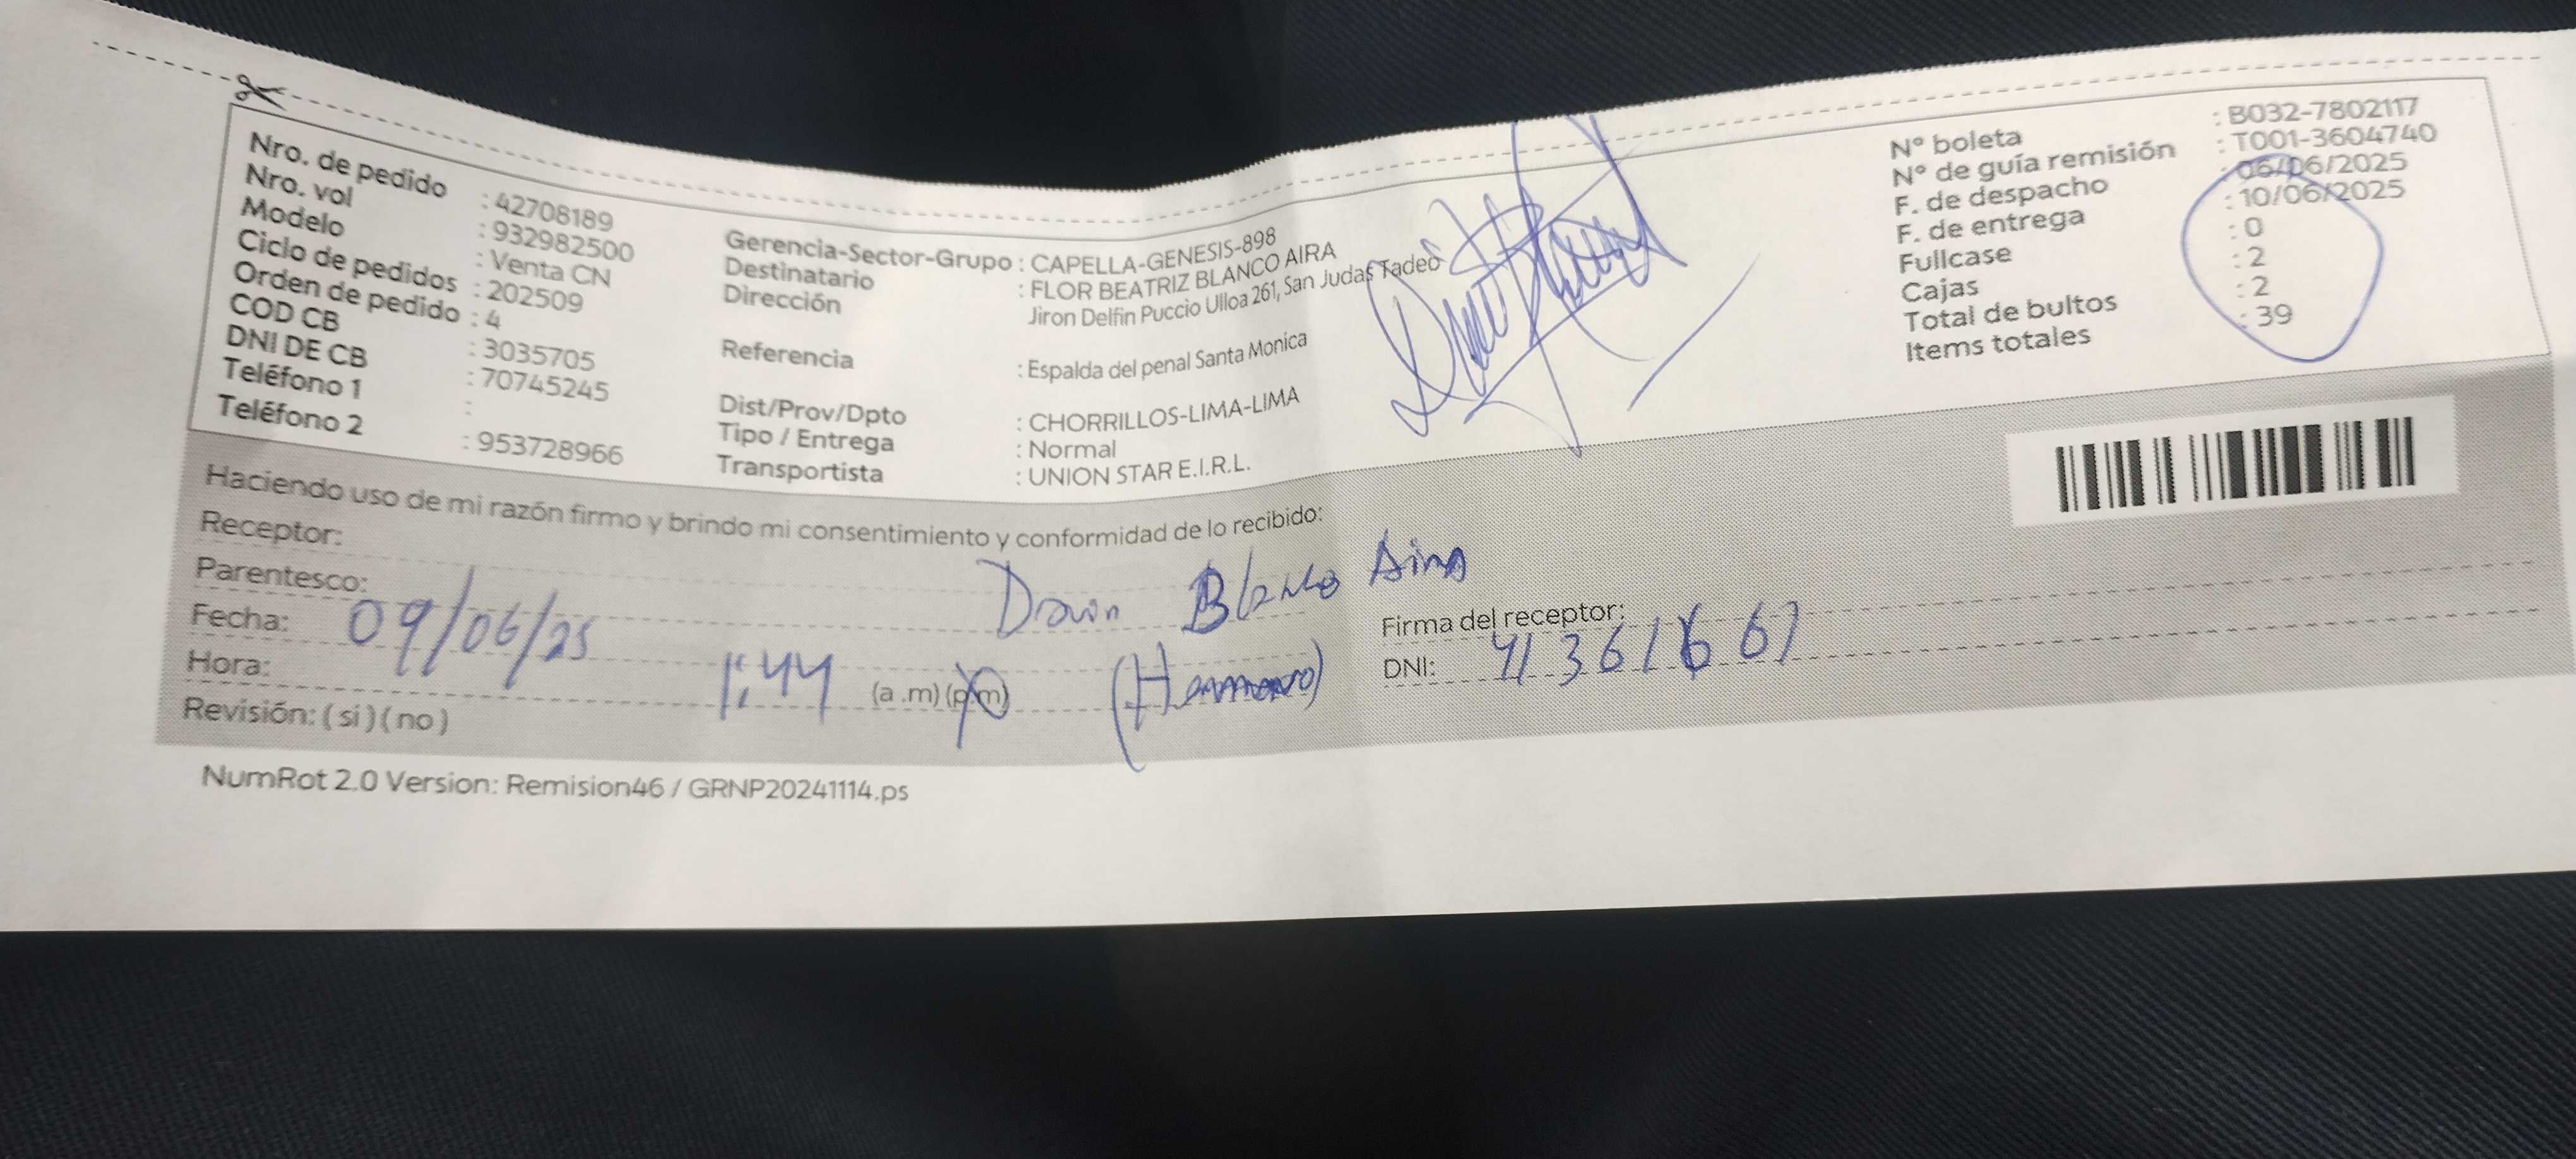 Nro. de pedido : 42708189
Nro. vol : 932982500
Modelo : Venta CN
Ciclo de pedidos : 202509
Orden de pedido : 4
COD CB : 3035705
DNI DE CB : 70745245
Teléfono 1 :
Teléfono 2 : 953728966
Gerencia-Sector-Grupo : CAPELLA-GENESIS-898
Destinatario : FLOR BEATRIZ BLANCO AIRA
Dirección : Jiron Delfin Puccio Ulloa 261, San Judas Tadeo
Referencia : Espalda del penal Santa Monica
Dist/Prov/Dpto : CHORRILLOS-LIMA-LIMA
Tipo / Entrega : Normal
Transportista : UNION STAR E.I.R.L.
N° boleta : B032-7802117
N° de guía remisión : T001-3604740
F. de despacho : 06/06/2025
F. de entrega : 10/06/2025
Fullcase : 0
Cajas : 2
Total de bultos : 2
Items totales : 39
Haciendo uso de mi razón firmo y brindo mi consentimiento y conformidad de lo recibido:
Receptor: Blanco Aira
Parentesco: (Hermano)
Firma del receptor:
Fecha: 09/06/25
DNI: 41361667
Hora: 1:44 (a .m) (p.m)
Revisión: ( si ) ( no )
NumRot 2.0 Version: Remision46 / GRNP20241114.ps